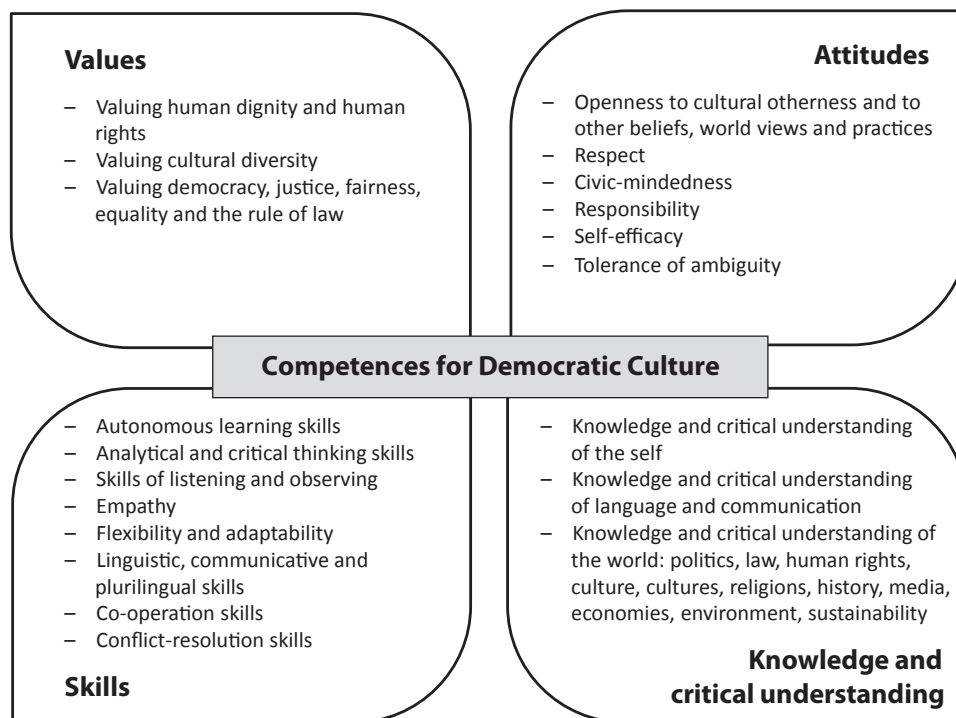 Values
– Valuing human dignity and human
rights
– Valuing cultural diversity
– Valuing democracy, justice, fairness,
equality and the rule of law
Attitudes
– Openness to cultural otherness and to
other beliefs, world views and practices
– Respect
– Civic-mindedness
– Responsibility
– Self-efficacy
– Tolerance of ambiguity
Competences for Democratic Culture
– Autonomous learning skills
– Analytical and critical thinking skills
– Skills of listening and observing
– Empathy
– Flexibility and adaptability
– Linguistic, communicative and
plurilingual skills
– Co-operation skills
– Conflict-resolution skills
Skills
– Knowledge and critical understanding
of the self
– Knowledge and critical understanding
of language and communication
– Knowledge and critical understanding of
the world: politics, law, human rights,
culture, cultures, religions, history, media,
economies, environment, sustainability
Knowledge and
critical understanding